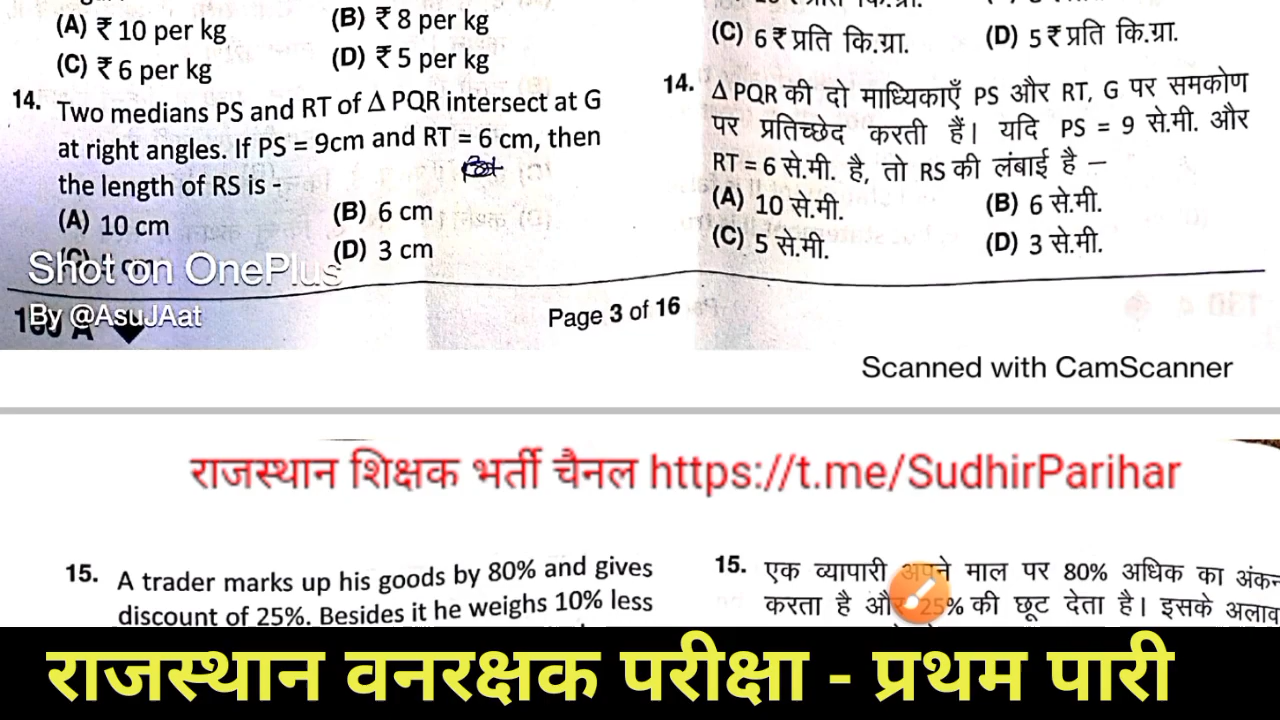 (A) ₹ 10 per kg (B) ₹ 8 per kg
(C) ₹ 6 per kg (D) ₹ 5 per kg
14. Two medians PS and RT of Δ PQR intersect at G
at right angles. If PS = 9cm and RT = 6 cm, then
the length of RS is -
(A) 10 cm (B) 6 cm
(D) 3 cm
Shot on OnePlus
By @AsuJAat
(C) 6 ₹ प्रति कि.ग्रा. (D) 5 ₹ प्रति कि.ग्रा.
14. Δ PQR की दो माध्यिकाएँ PS और RT, G पर समकोण
पर प्रतिच्छेद करती हैं। यदि PS = 9 से.मी. और
RT = 6 से.मी. है, तो RS की लंबाई है –
(A) 10 से.मी. (B) 6 से.मी.
(C) 5 से.मी. (D) 3 से.मी.
Page 3 of 16
Scanned with CamScanner
राजस्थान शिक्षक भर्ती चैनल https://t.me/SudhirParihar
15. A trader marks up his goods by 80% and gives
discount of 25%. Besides it he weighs 10% less
15. एक व्यापारी अपने माल पर 80% अधिक का अंकन
करता है और 25% की छूट देता है। इसके अलाव
राजस्थान वनरक्षक परीक्षा - प्रथम पारी